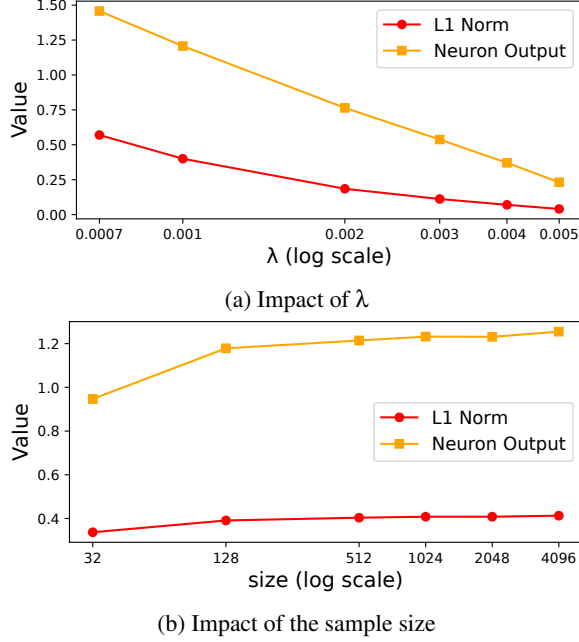 1.50
1.25
1.00
0.75
0.50
0.25
0.00
Value
L1 Norm
Neuron Output
0.0007 0.001 0.002 0.003 0.004 0.005
λ (log scale)
(a) Impact of λ
1.2
1.0
0.8
0.6
0.4
Value
L1 Norm
Neuron Output
32 128 512 1024 2048 4096
size (log scale)
(b) Impact of the sample size